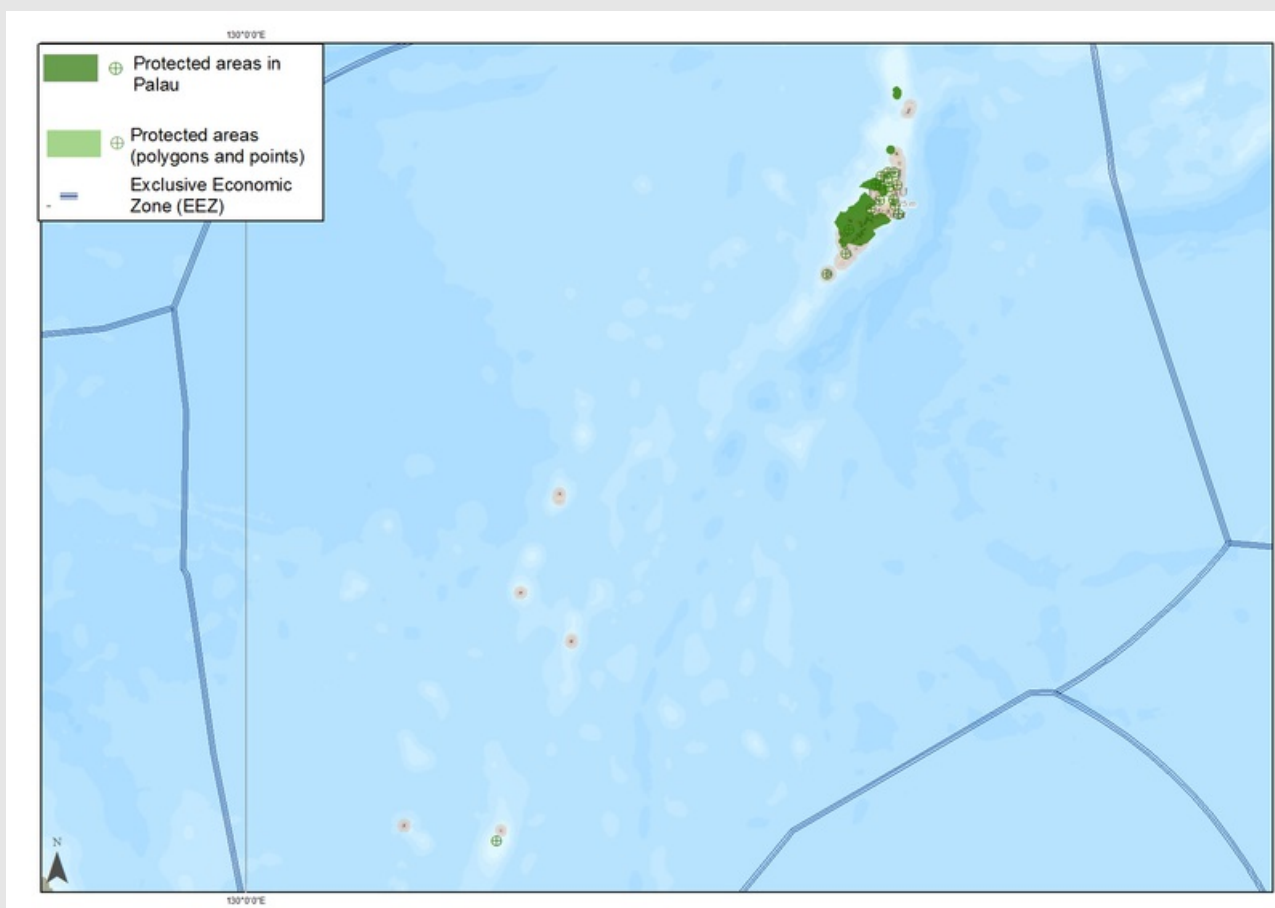 130°0'0"E
Protected areas in
Palau
Protected areas
(polygons and points)
Exclusive Economic
Zone (EEZ)
N
130°0'0"E